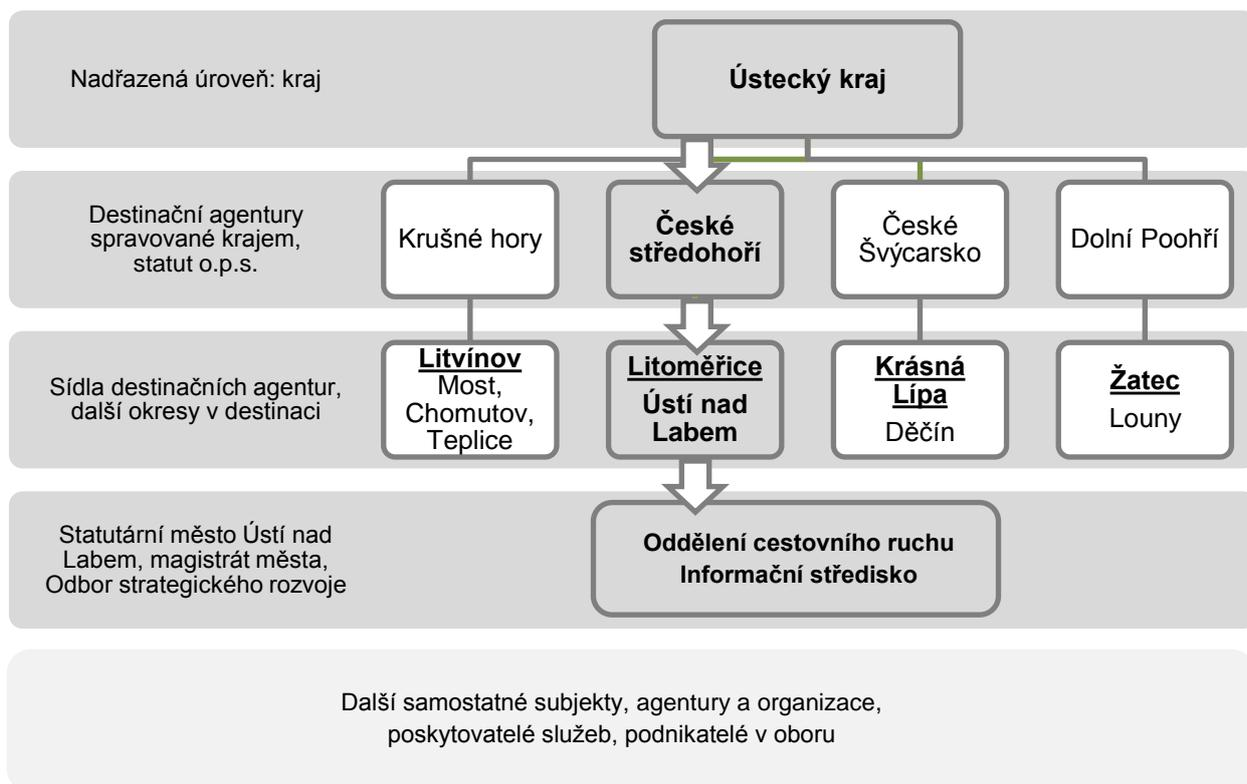 Nadřazená úroveň: kraj
Ústecký kraj
Destinační agentury
spravované krajem,
statut o.p.s.
Krušné hory
České
středohoří
České
Švýcarsko
Dolní Poohří
Sídla destinačních agentur,
další okresy v destinaci
Litvínov
Most,
Chomutov,
Teplice
Litoměřice
Ústí nad
Labem
Krásná
Lípa
Děčín
Žatec
Louny
Statutární město Ústí nad
Labem, magistrát města,
Odbor strategického rozvoje
Oddělení cestovního ruchu
Informační středisko
Další samostatné subjekty, agentury a organizace,
poskytovatelé služeb, podnikatelé v oboru